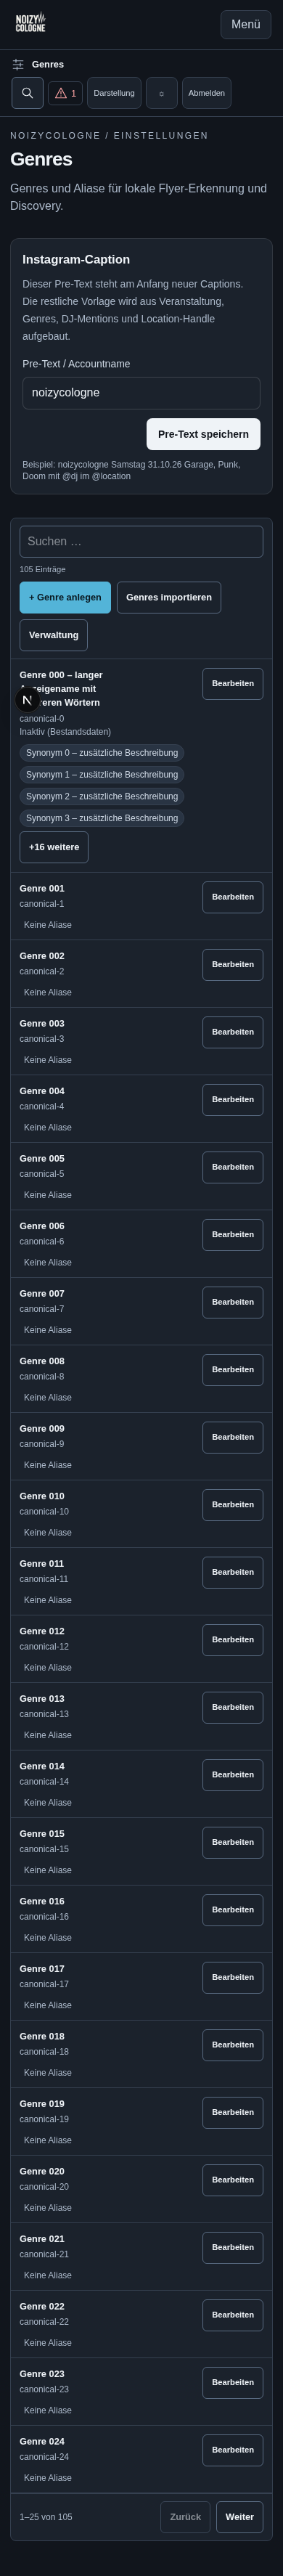 NOIZY
COLOGNE
Menü
Genres
1
Darstellung
Abmelden
NOIZYCOLOGNE / EINSTELLUNGEN
Genres
Genres und Aliase für lokale Flyer-Erkennung und
Discovery.
Instagram-Caption
Dieser Pre-Text steht am Anfang neuer Captions.
Die restliche Vorlage wird aus Veranstaltung,
Genres, DJ-Mentions und Location-Handle
aufgebaut.
Pre-Text / Accountname
noizycologne
Pre-Text speichern
Beispiel: noizycologne Samstag 31.10.26 Garage, Punk,
Doom mit @dj im @location
Suchen …
105 Einträge
+ Genre anlegen
Genres importieren
Verwaltung
Genre 000 – langer
Bearbeiten
mit
Wörtern
N
canonical-0
Inaktiv (Bestandsdaten)
Synonym 0 – zusätzliche Beschreibung
Synonym 1 – zusätzliche Beschreibung
Synonym 2 – zusätzliche Beschreibung
Synonym 3 – zusätzliche Beschreibung
+16 weitere
Genre 001
Bearbeiten
canonical-1
Keine Aliase
Genre 002
Bearbeiten
canonical-2
Keine Aliase
Genre 003
Bearbeiten
canonical-3
Keine Aliase
Genre 004
Bearbeiten
canonical-4
Keine Aliase
Genre 005
Bearbeiten
canonical-5
Keine Aliase
Genre 006
Bearbeiten
canonical-6
Keine Aliase
Genre 007
Bearbeiten
canonical-7
Keine Aliase
Genre 008
Bearbeiten
canonical-8
Keine Aliase
Genre 009
Bearbeiten
canonical-9
Keine Aliase
Genre 010
Bearbeiten
canonical-10
Keine Aliase
Genre 011
Bearbeiten
canonical-11
Keine Aliase
Genre 012
Bearbeiten
canonical-12
Keine Aliase
Genre 013
Bearbeiten
canonical-13
Keine Aliase
Genre 014
Bearbeiten
canonical-14
Keine Aliase
Genre 015
Bearbeiten
canonical-15
Keine Aliase
Genre 016
Bearbeiten
canonical-16
Keine Aliase
Genre 017
Bearbeiten
canonical-17
Keine Aliase
Genre 018
Bearbeiten
canonical-18
Keine Aliase
Genre 019
Bearbeiten
canonical-19
Keine Aliase
Genre 020
Bearbeiten
canonical-20
Keine Aliase
Genre 021
Bearbeiten
canonical-21
Keine Aliase
Genre 022
Bearbeiten
canonical-22
Keine Aliase
Genre 023
Bearbeiten
canonical-23
Keine Aliase
Genre 024
Bearbeiten
canonical-24
Keine Aliase
1–25 von 105
Zurück
Weiter